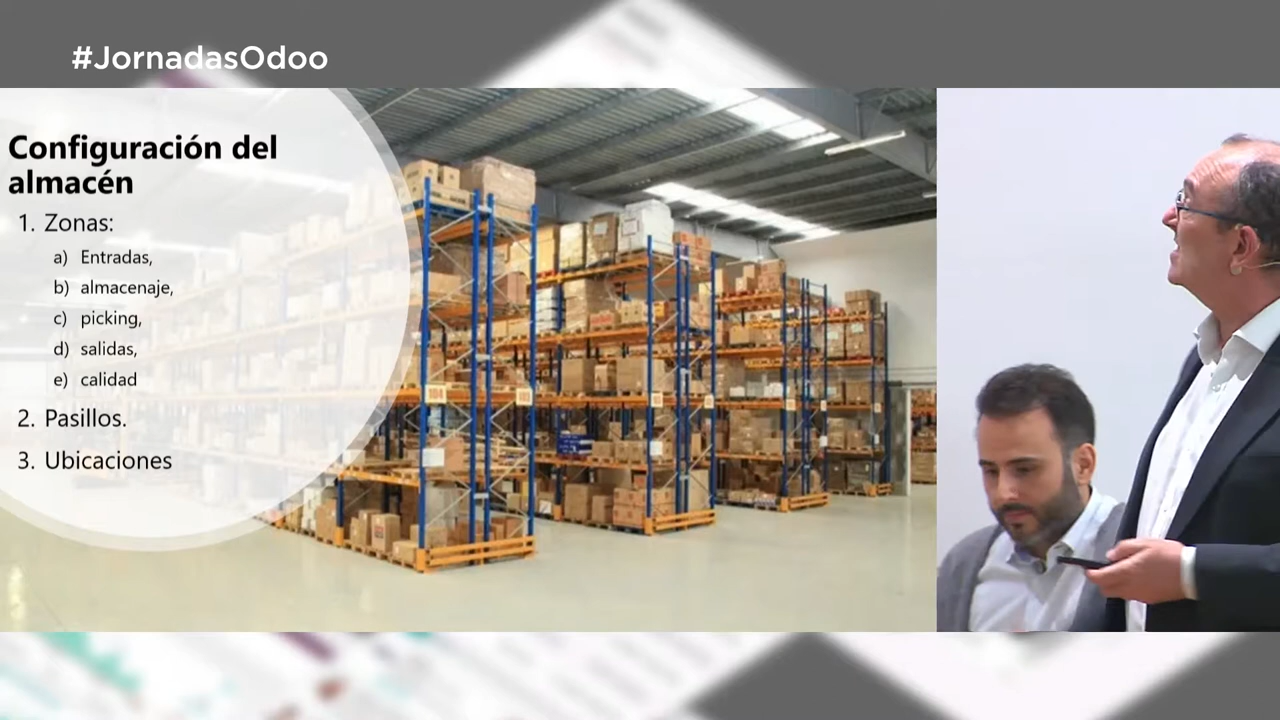 #JornadasOdoo
Configuración del
almacén
1. Zonas:
a) Entradas,
b) almacenaje,
c) picking,
d) salidas,
e) calidad
2. Pasillos.
3. Ubicaciones